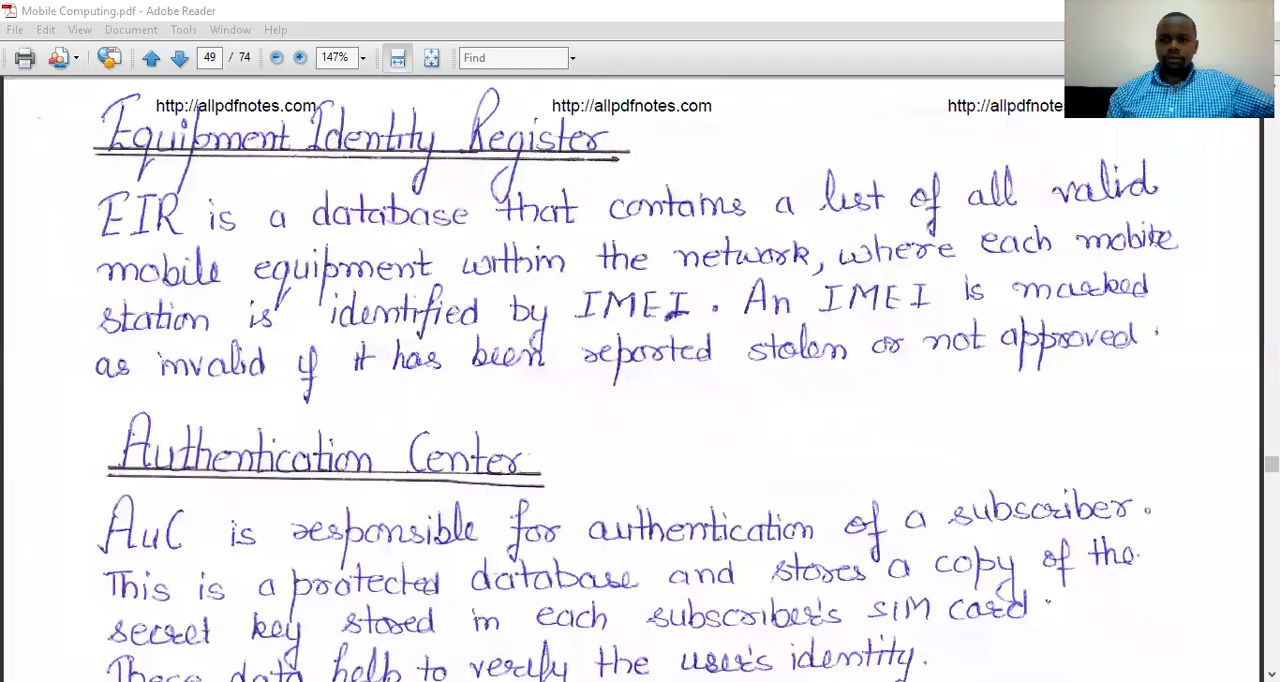 Mobile Computing.pdf - Adobe Reader
File Edit View Document Tools Window Help
49 / 74 147% Find
http://allpdfnotes.com http://allpdfnotes.com http://allpdfnotes
Equipment Identity Register
EIR is a database that contains a list of all valid
mobile equipment within the network, where each mobile
station is identified by IMEI. An IMEI is marked
as invalid if it has been reported stolen or not approved.
Authentication Center
AuC is responsible for authentication of a subscriber.
This is a protected database and stores a copy of the
secret key stored in each subscriber's SIM card.
These data help to verify the user's identity.